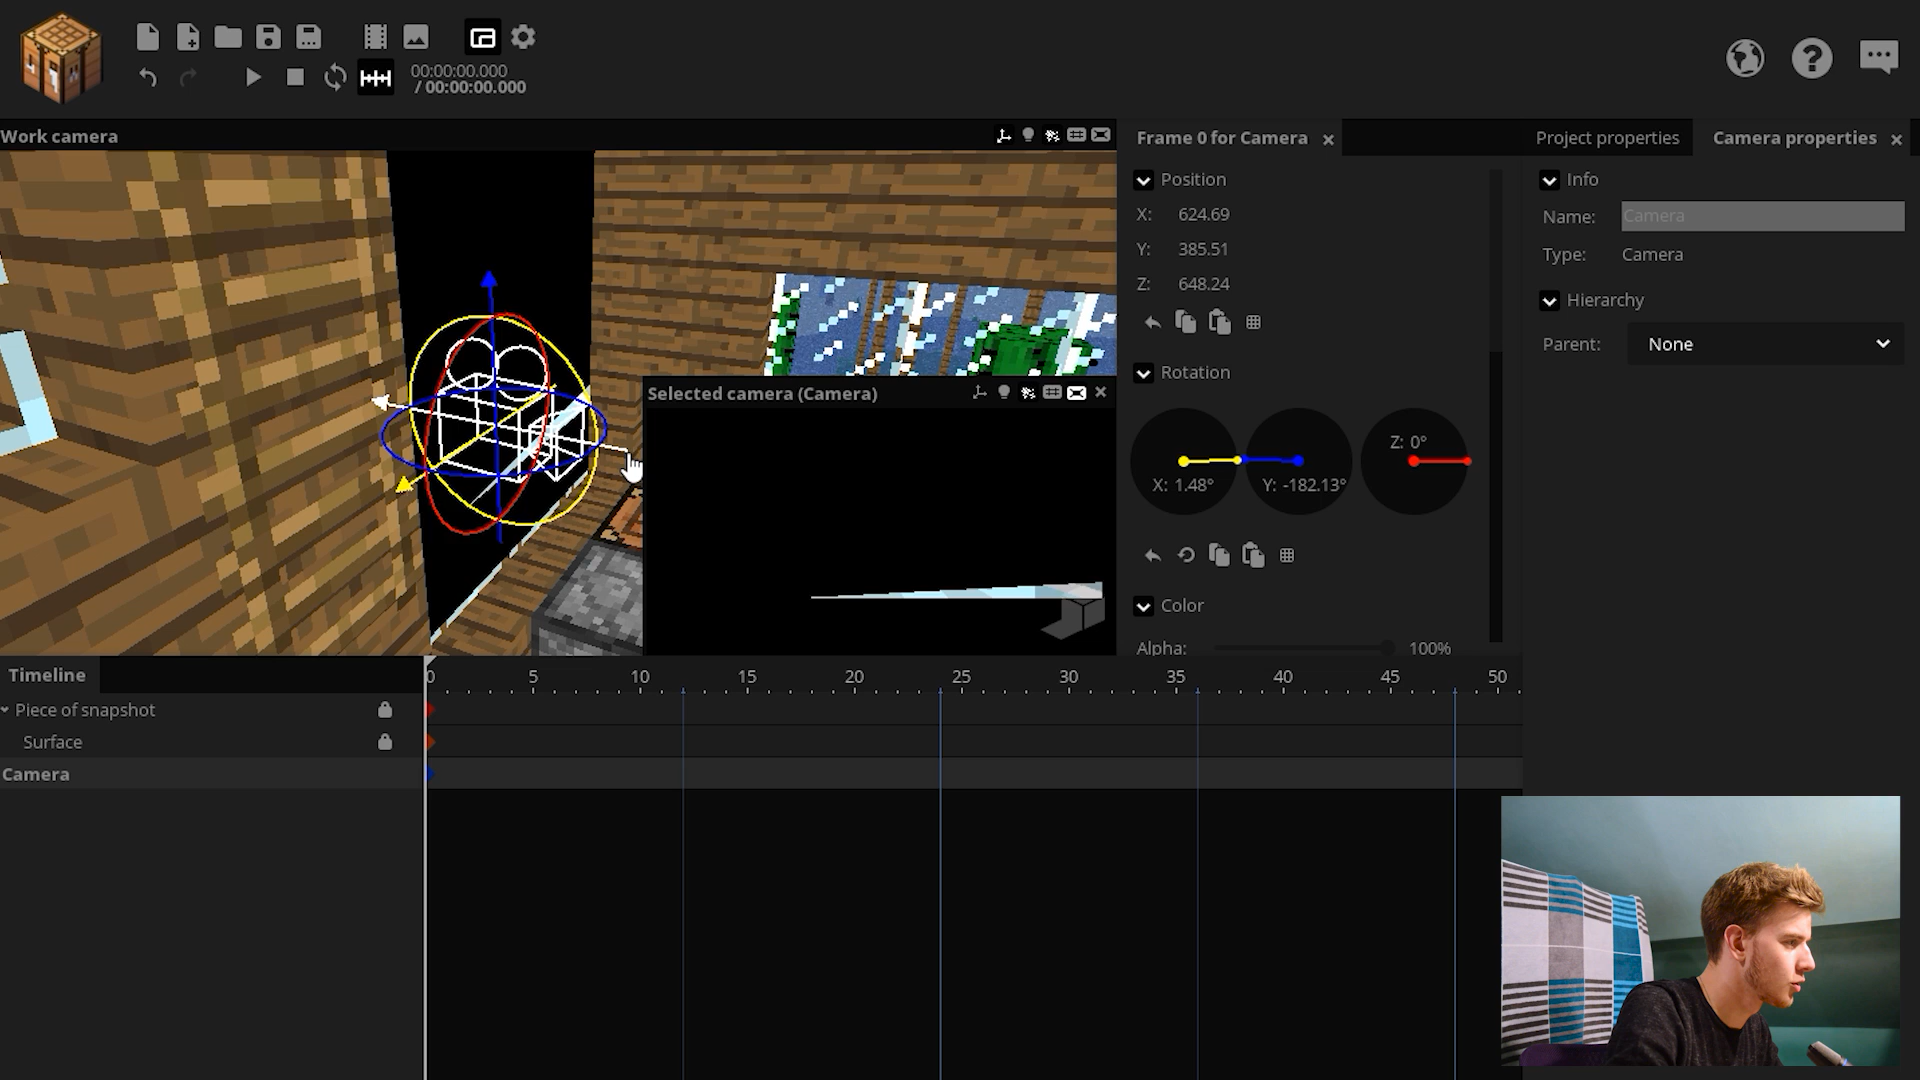 00:00:00.000
/ 00:00:00.000
Work camera
Frame 0 for Camera
Project properties
Camera properties
Position
X: 624.69
Y: 385.51
Z: 648.24
Rotation
X: 1.48°
Y: -182.13°
Z: 0°
Color
Alpha: 100%
Info
Name: Camera
Type: Camera
Hierarchy
Parent: None
Selected camera (Camera)
Timeline
0 5 10 15 20 25 30 35 40 45 50
Piece of snapshot
Surface
Camera